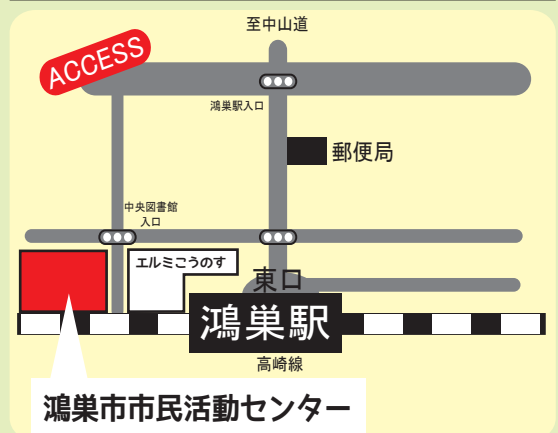 至中山道
ACCESS
鴻巣駅入口
郵便局
中央図書館
入口
エルミこうのす
東口
鴻巣駅
高崎線
鴻巣市市民活動センター